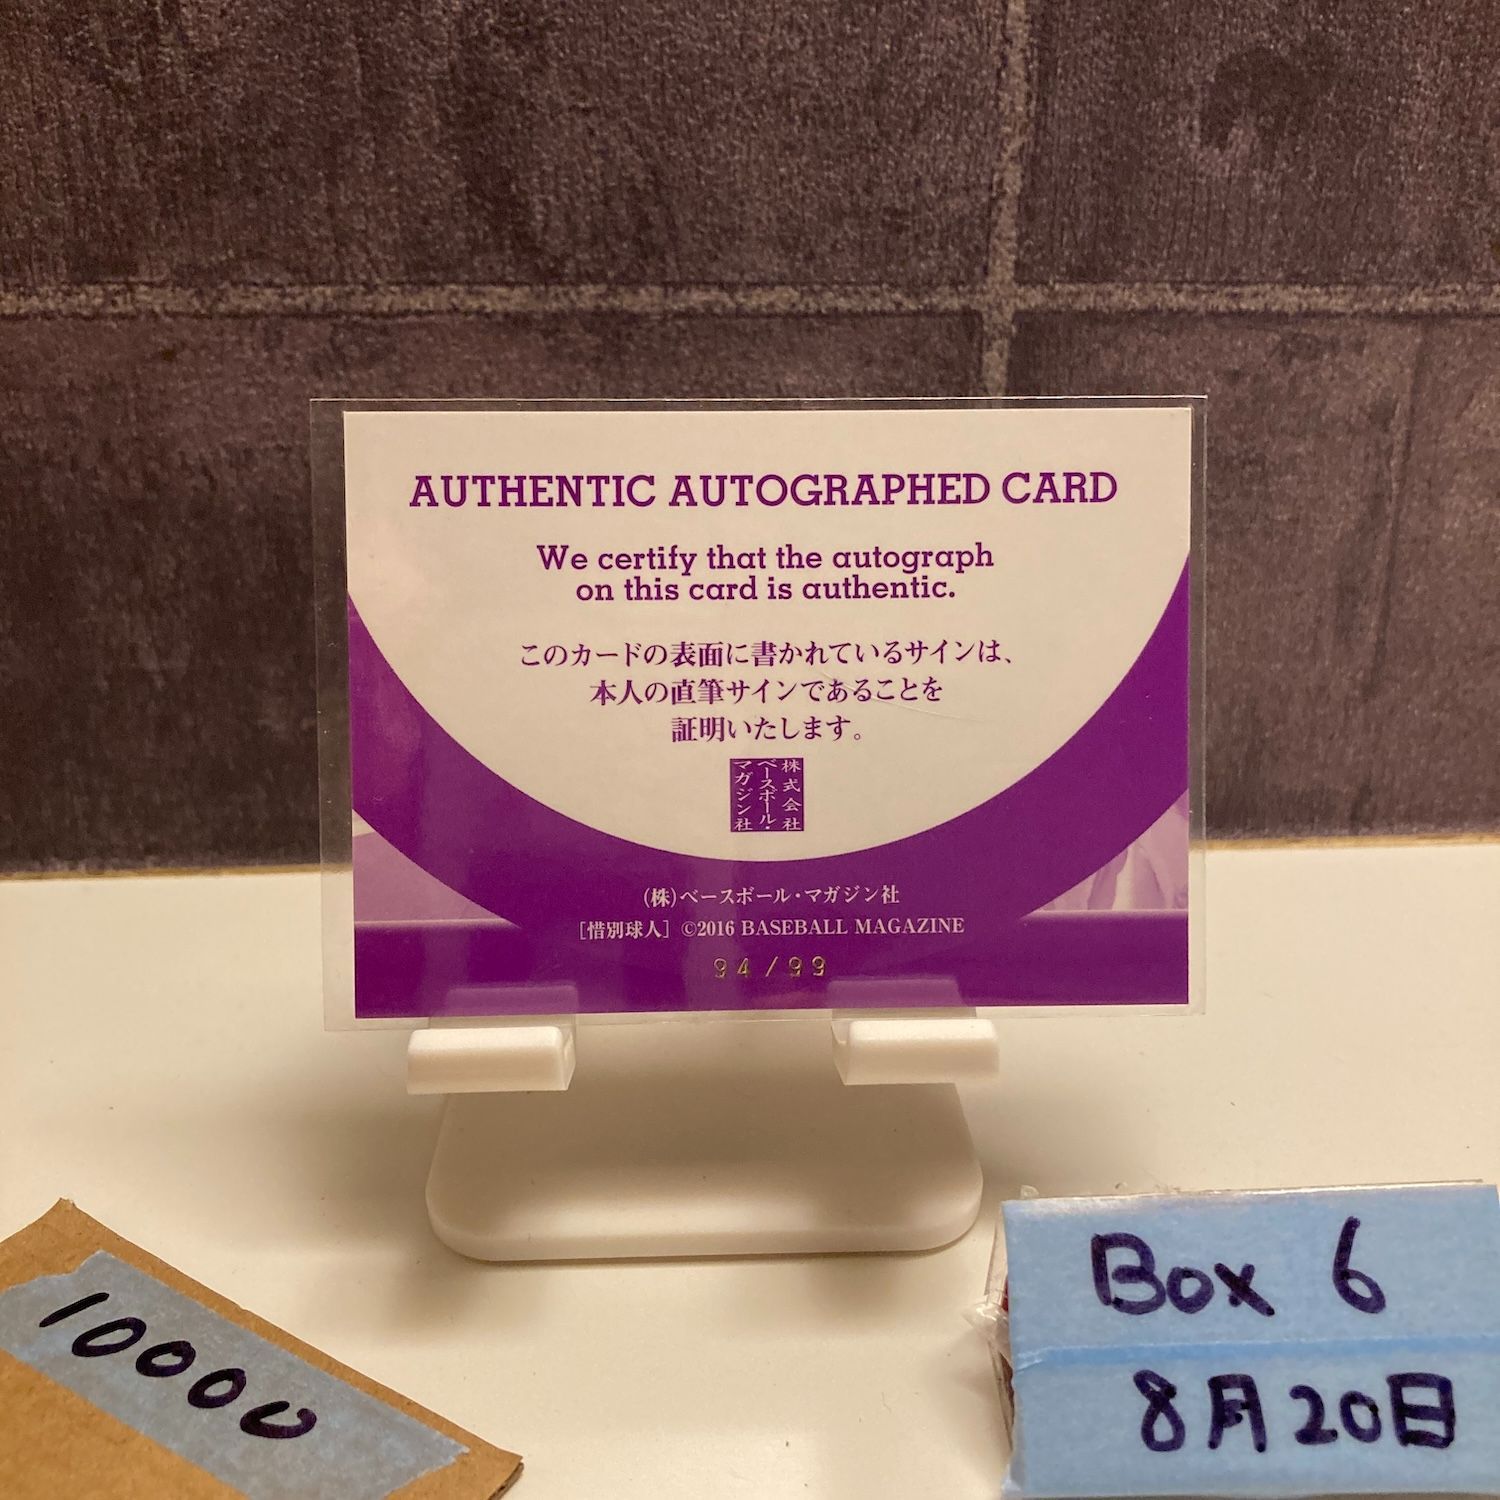 AUTHENTIC AUTOGRAPHED CARD
We certify that the autograph
on this card is authentic.
このカードの表面に書かれているサインは、
本人の直筆サインであることを
証明いたします。
株式会社
ベースボール・
マガジン社
(株)ベースボール・マガジン社
[惜別球人] ©2016 BASEBALL MAGAZINE
94/99
10000
Box 6
8月20日